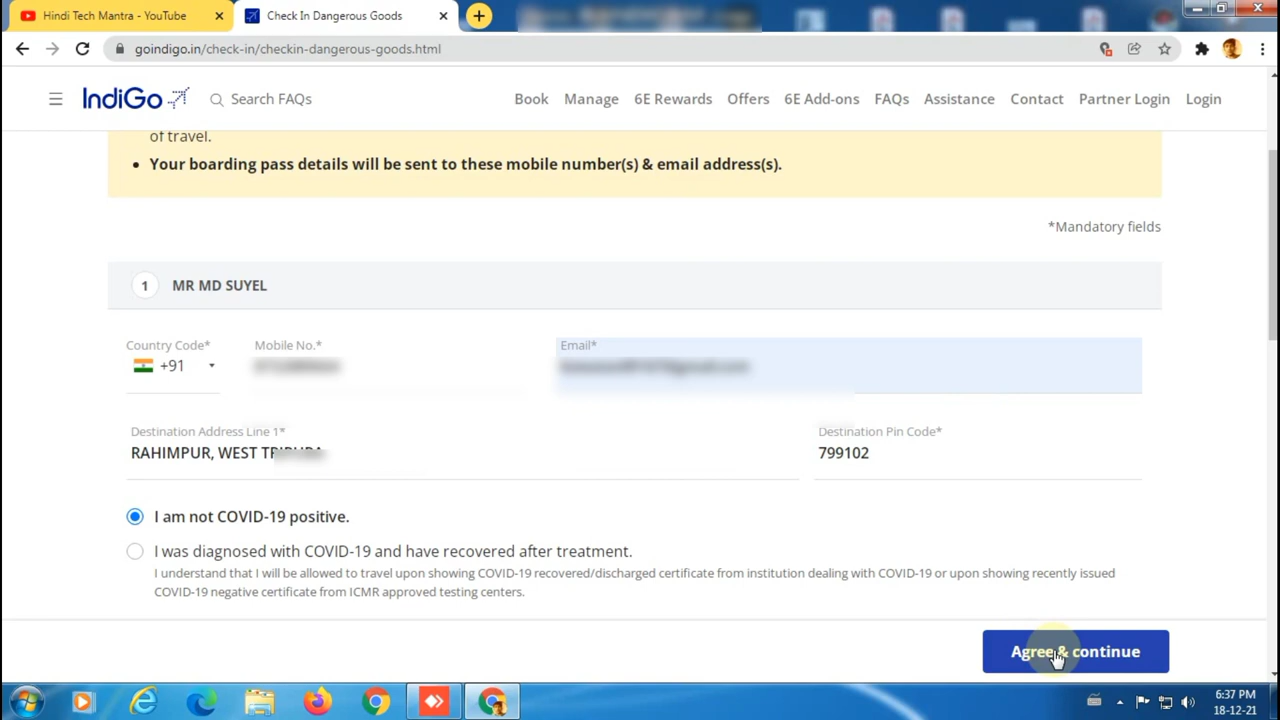 Hindi Tech Mantra - YouTube
Check In Dangerous Goods
goindigo.in/check-in/checkin-dangerous-goods.html
IndiGo
Search FAQs
Book
Manage
6E Rewards
Offers
6E Add-ons
FAQs
Assistance
Contact
Partner Login
Login
of travel.
Your boarding pass details will be sent to these mobile number(s) & email address(s).
*Mandatory fields
1
MR MD SUYEL
Country Code*
+91
Mobile No.*
Email*
Destination Address Line 1*
RAHIMPUR, WEST
Destination Pin Code*
799102
I am not COVID-19 positive.
I was diagnosed with COVID-19 and have recovered after treatment.
I understand that I will be allowed to travel upon showing COVID-19 recovered/discharged certificate from institution dealing with COVID-19 or upon showing recently issued
COVID-19 negative certificate from ICMR approved testing centers.
Agree & continue
6:37 PM
18-12-21